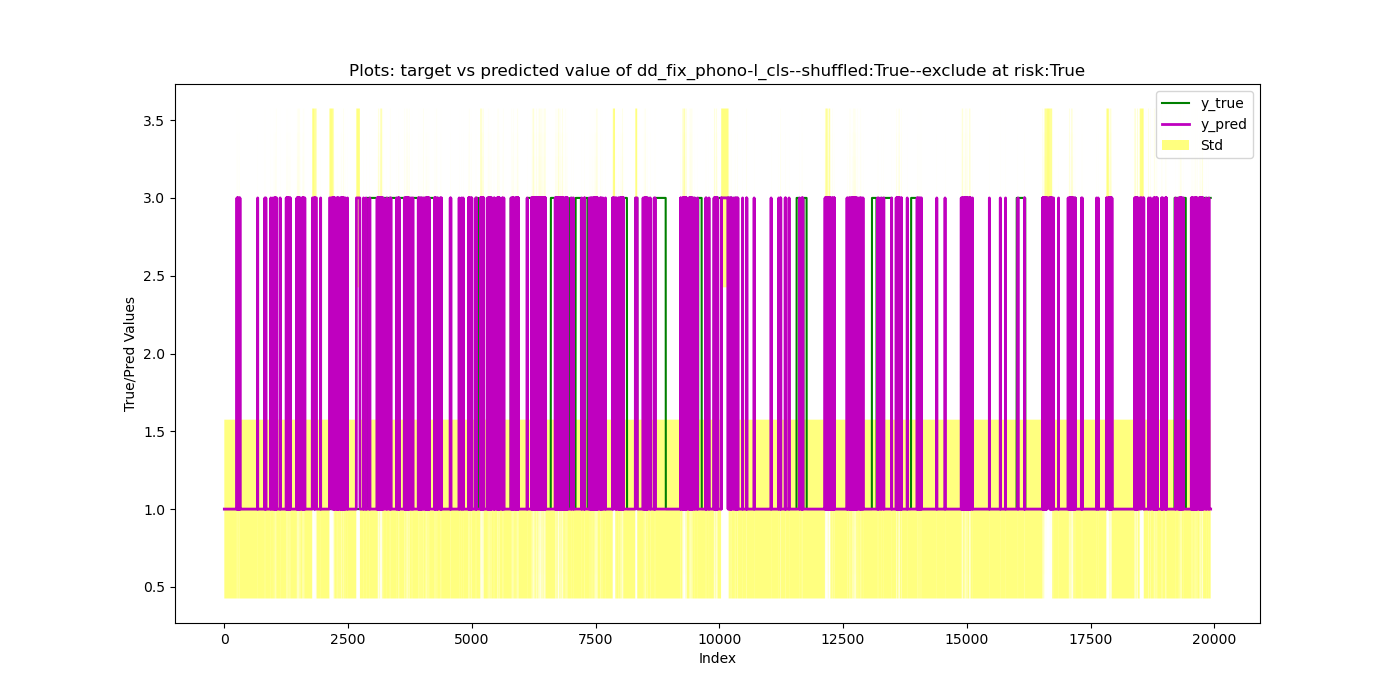 Plots: target vs predicted value of dd_fix_phono-l_cls--shuffled:True--exclude at risk:True
y_true
y_pred
Std
3.5
3.0
2.5
2.0
1.5
1.0
0.5
True/Pred Values
0 2500 5000 7500 10000 12500 15000 17500 20000
Index